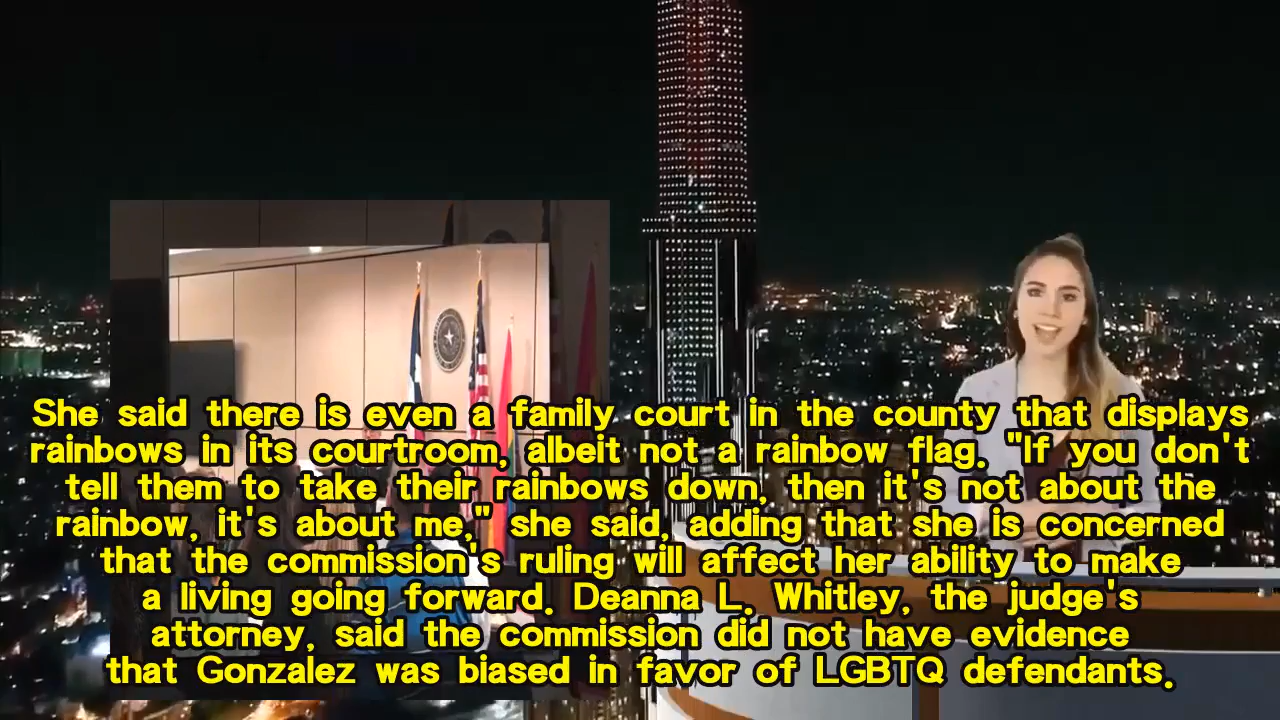 She said there is even a family court in the county that displays
rainbows in its courtroom, albeit not a rainbow flag. "If you don't
tell them to take their rainbows down, then it's not about the
rainbow, it's about me," she said, adding that she is concerned
that the commission's ruling will affect her ability to make
a living going forward. Deanna L. Whitley, the judge's
attorney, said the commission did not have evidence
that Gonzalez was biased in favor of LGBTQ defendants.